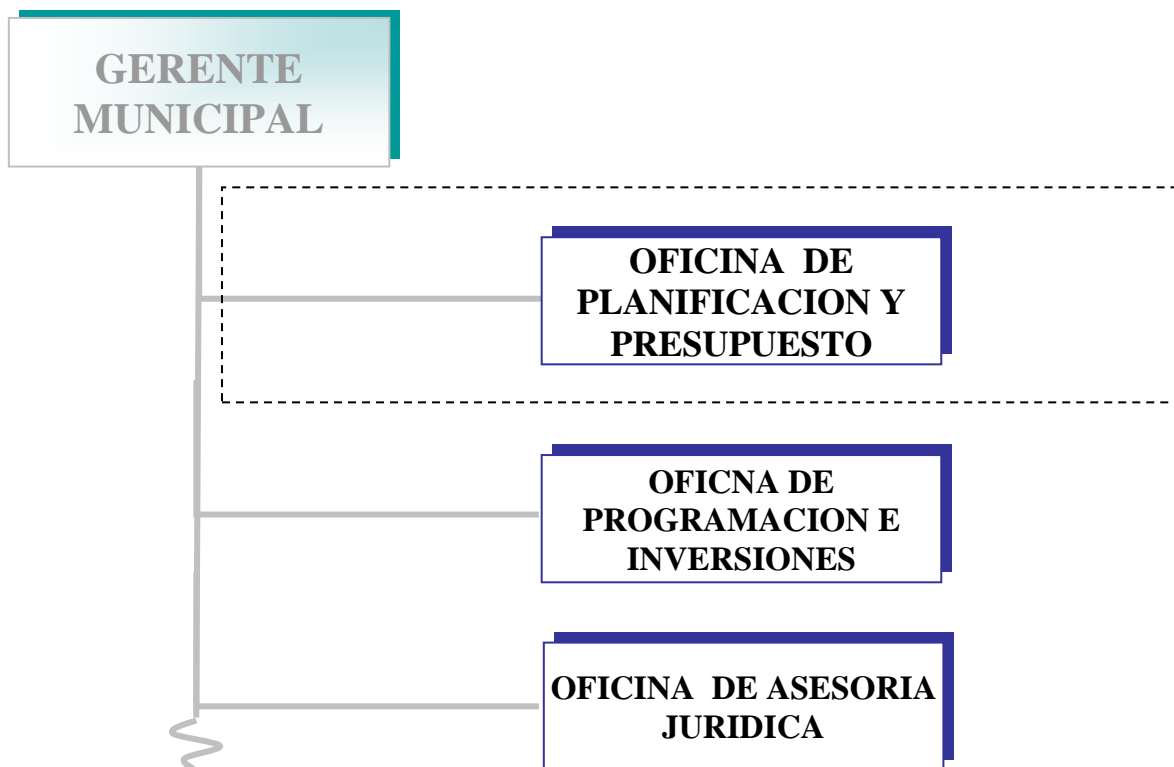 GERENTE
MUNICIPAL
OFICINA DE
PLANIFICACION Y
PRESUPUESTO
OFICNA DE
PROGRAMACION E
INVERSIONES
OFICINA DE ASESORIA
JURIDICA